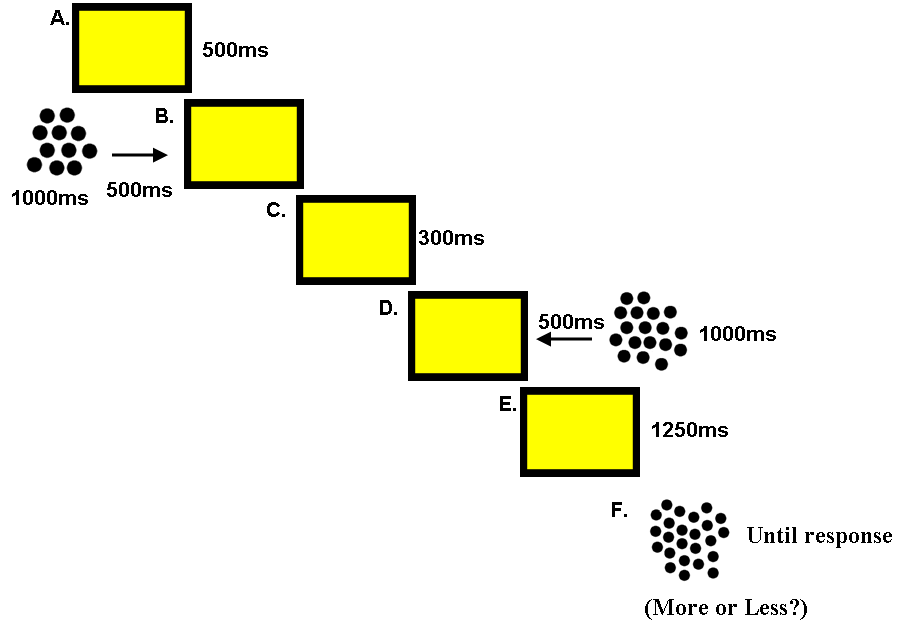 A.
500ms
B.
1000ms
500ms
C.
300ms
D.
500ms
1000ms
E.
1250ms
F.
Until response
(More or Less?)